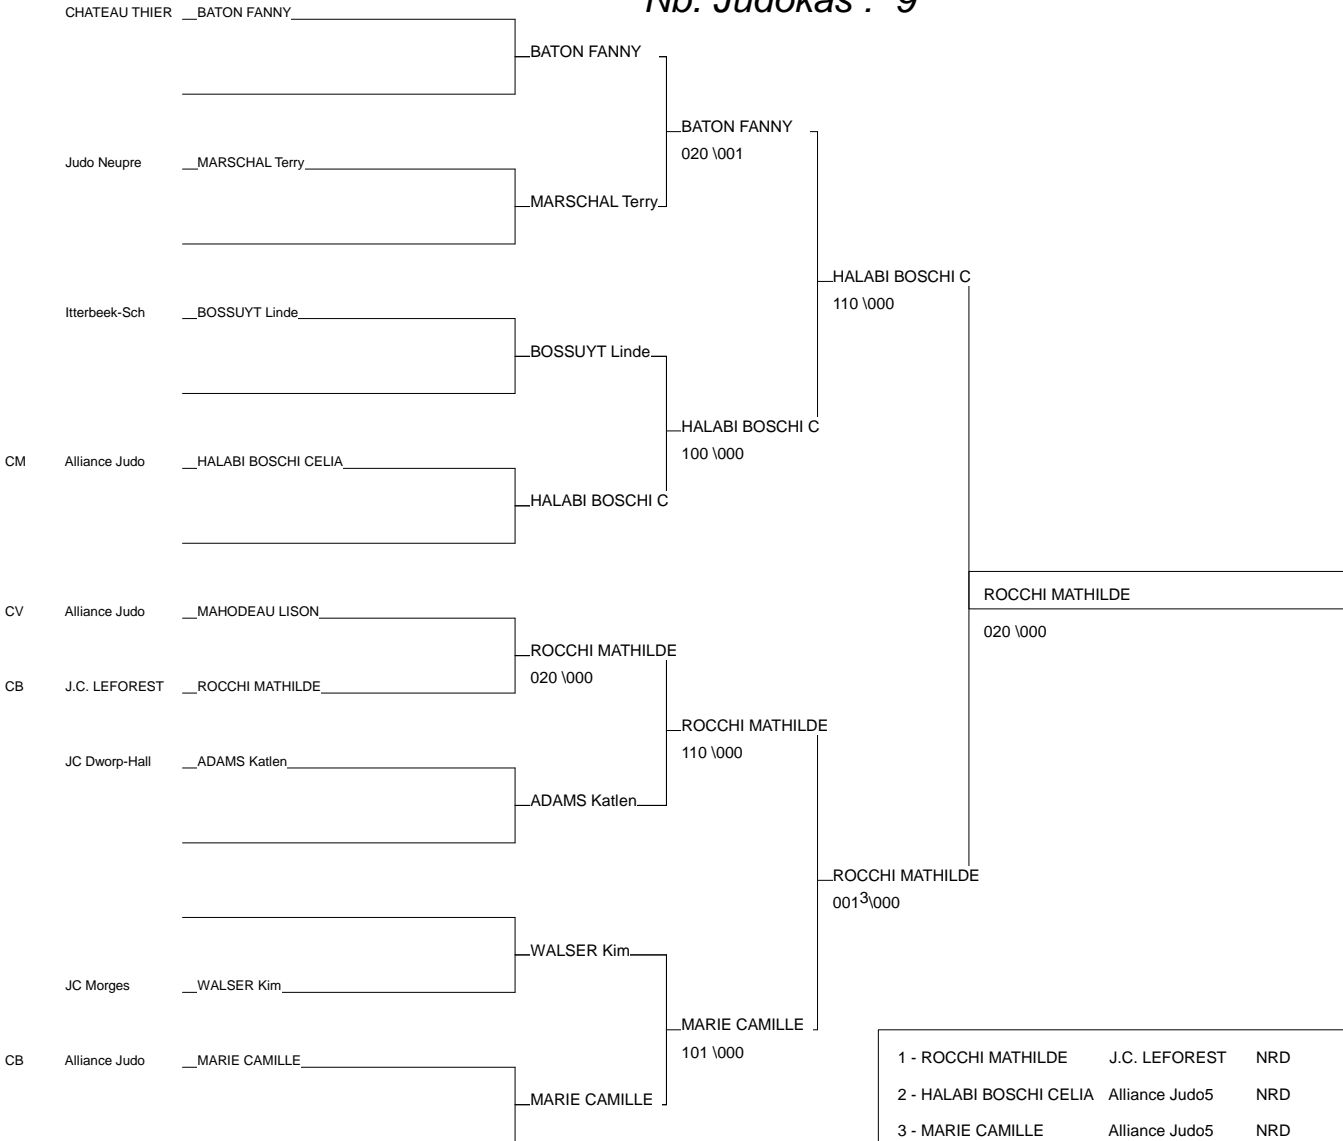 Nb. Judokas : 9
CHATEAU THIER BATON FANNY
BATON FANNY
BATON FANNY
020 \001
Judo Neupre MARSCHAL Terry
MARSCHAL Terry
HALABI BOSCHI C
110 \000
Itterbeek-Sch BOSSUYT Linde
BOSSUYT Linde
HALABI BOSCHI C
100 \000
CM Alliance Judo HALABI BOSCHI CELIA
HALABI BOSCHI C
ROCCHI MATHILDE
020 \000
CV Alliance Judo MAHODEAU LISON
ROCCHI MATHILDE
020 \000
CB J.C. LEFOREST ROCCHI MATHILDE
ROCCHI MATHILDE
110 \000
JC Dworp-Hall ADAMS Katlen
ADAMS Katlen
ROCCHI MATHILDE
001³\000
WALSER Kim
JC Morges WALSER Kim
MARIE CAMILLE
101 \000
CB Alliance Judo MARIE CAMILLE
MARIE CAMILLE
1 - ROCCHI MATHILDE J.C. LEFOREST NRD
2 - HALABI BOSCHI CELIA Alliance Judo5 NRD
3 - MARIE CAMILLE Alliance Judo5 NRD